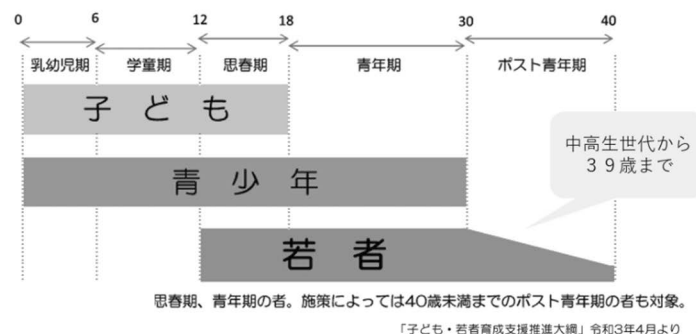 0 6 12 18 30 40
乳幼児期 学童期 思春期 青年期 ポスト青年期
子ども
中高生世代から
39歳まで
青少年
若者
思春期、青年期の者。施策によっては40歳未満までのポスト青年期の者も対象。
「子ども・若者育成支援推進大綱」令和3年4月より